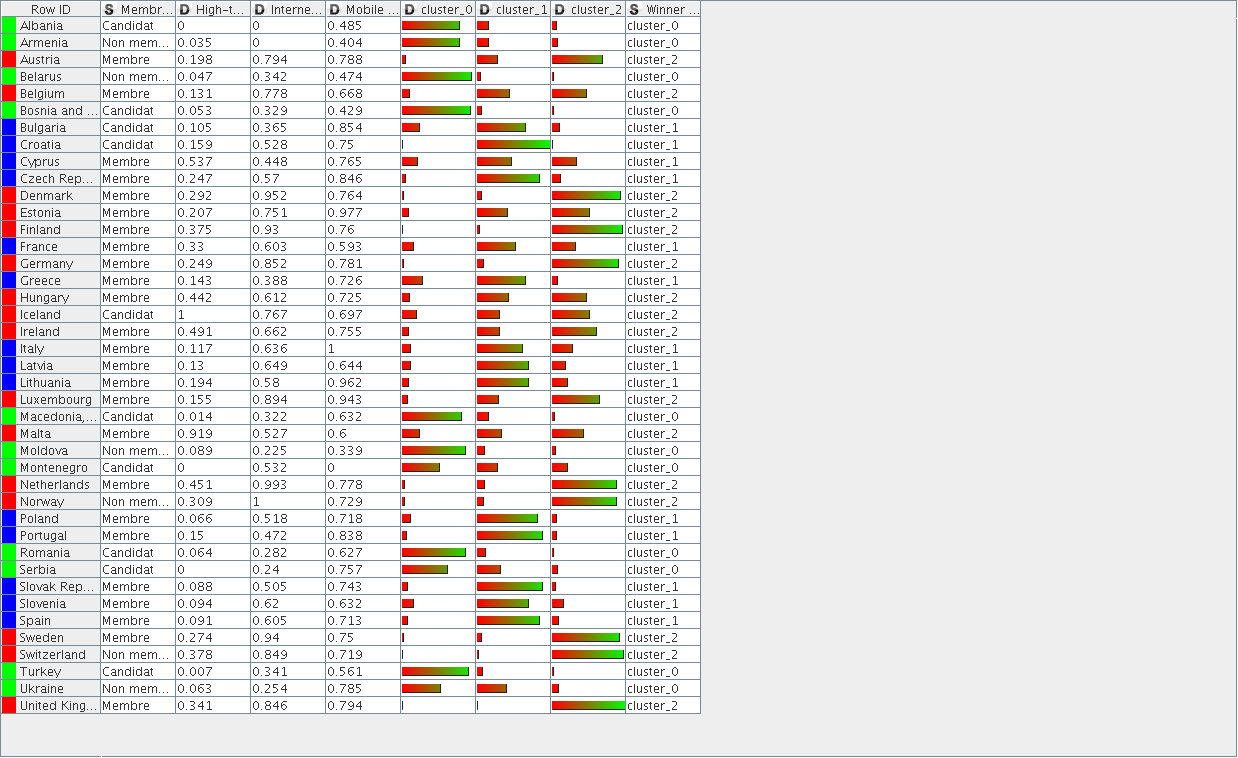 Row ID S Membr... D High-t... D Interne... D Mobile ... D cluster_0 D cluster_1 D cluster_2 S Winner ...
Albania Candidat 0 0 0.485 cluster_0
Armenia Non mem... 0.035 0 0.404 cluster_0
Austria Membre 0.198 0.794 0.788 cluster_2
Belarus Non mem... 0.047 0.342 0.474 cluster_0
Belgium Membre 0.131 0.778 0.668 cluster_2
Bosnia and ... Candidat 0.053 0.329 0.429 cluster_0
Bulgaria Candidat 0.105 0.365 0.854 cluster_1
Croatia Candidat 0.159 0.528 0.75 cluster_1
Cyprus Membre 0.537 0.448 0.765 cluster_1
Czech Rep... Membre 0.247 0.57 0.846 cluster_1
Denmark Membre 0.292 0.952 0.764 cluster_2
Estonia Membre 0.207 0.751 0.977 cluster_2
Finland Membre 0.375 0.93 0.76 cluster_2
France Membre 0.33 0.603 0.593 cluster_1
Germany Membre 0.249 0.852 0.781 cluster_2
Greece Membre 0.143 0.388 0.726 cluster_1
Hungary Membre 0.442 0.612 0.725 cluster_2
Iceland Candidat 1 0.767 0.697 cluster_2
Ireland Membre 0.491 0.662 0.755 cluster_2
Italy Membre 0.117 0.636 1 cluster_1
Latvia Membre 0.13 0.649 0.644 cluster_1
Lithuania Membre 0.194 0.58 0.962 cluster_1
Luxembourg Membre 0.155 0.894 0.943 cluster_2
Macedonia,... Candidat 0.014 0.322 0.632 cluster_0
Malta Membre 0.919 0.527 0.6 cluster_2
Moldova Non mem... 0.089 0.225 0.339 cluster_0
Montenegro Candidat 0 0.532 0 cluster_0
Netherlands Membre 0.451 0.993 0.778 cluster_2
Norway Non mem... 0.309 1 0.729 cluster_2
Poland Membre 0.066 0.518 0.718 cluster_1
Portugal Membre 0.15 0.472 0.838 cluster_1
Romania Candidat 0.064 0.282 0.627 cluster_0
Serbia Candidat 0 0.24 0.757 cluster_0
Slovak Rep... Membre 0.088 0.505 0.743 cluster_1
Slovenia Membre 0.094 0.62 0.632 cluster_1
Spain Membre 0.091 0.605 0.713 cluster_1
Sweden Membre 0.274 0.94 0.75 cluster_2
Switzerland Non mem... 0.378 0.849 0.719 cluster_2
Turkey Candidat 0.007 0.341 0.561 cluster_0
Ukraine Non mem... 0.063 0.254 0.785 cluster_0
United King... Membre 0.341 0.846 0.794 cluster_2